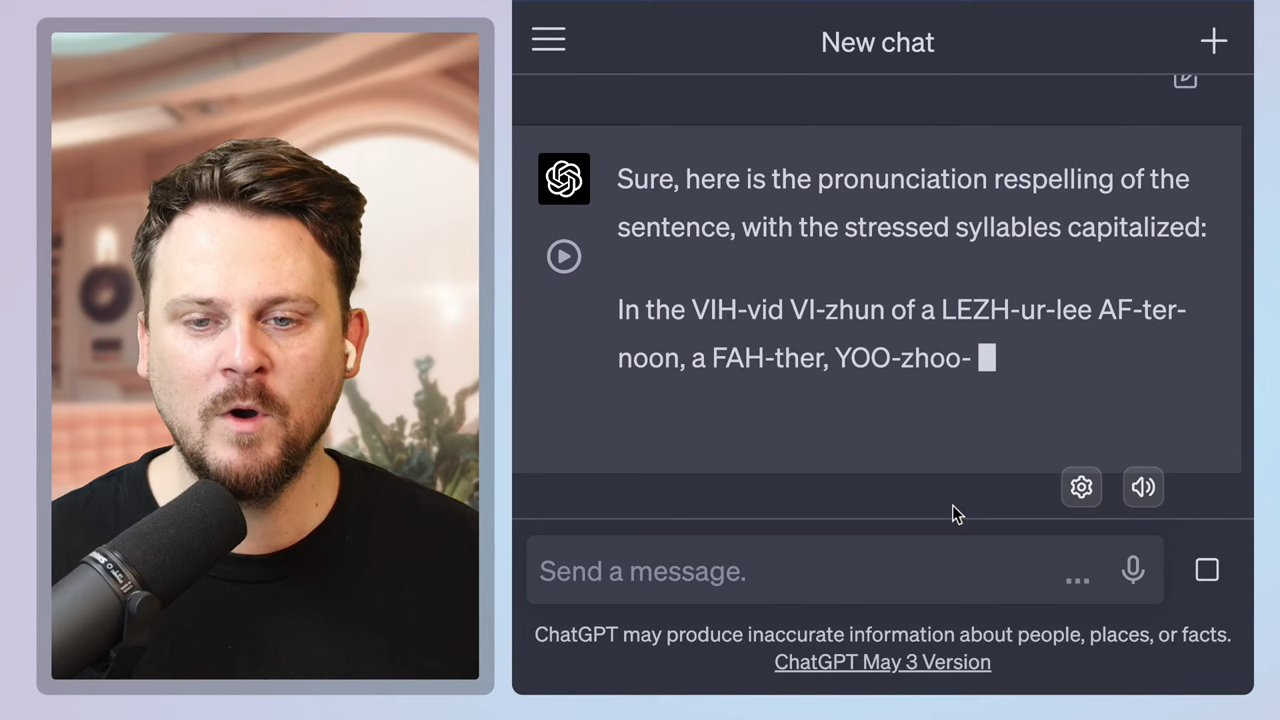 New chat
Sure, here is the pronunciation respelling of the
sentence, with the stressed syllables capitalized:
In the VIH-vid VI-zhun of a LEZH-ur-lee AF-ter-
noon, a FAH-ther, YOO-zhoo-
Send a message.
ChatGPT may produce inaccurate information about people, places, or facts.
ChatGPT May 3 Version